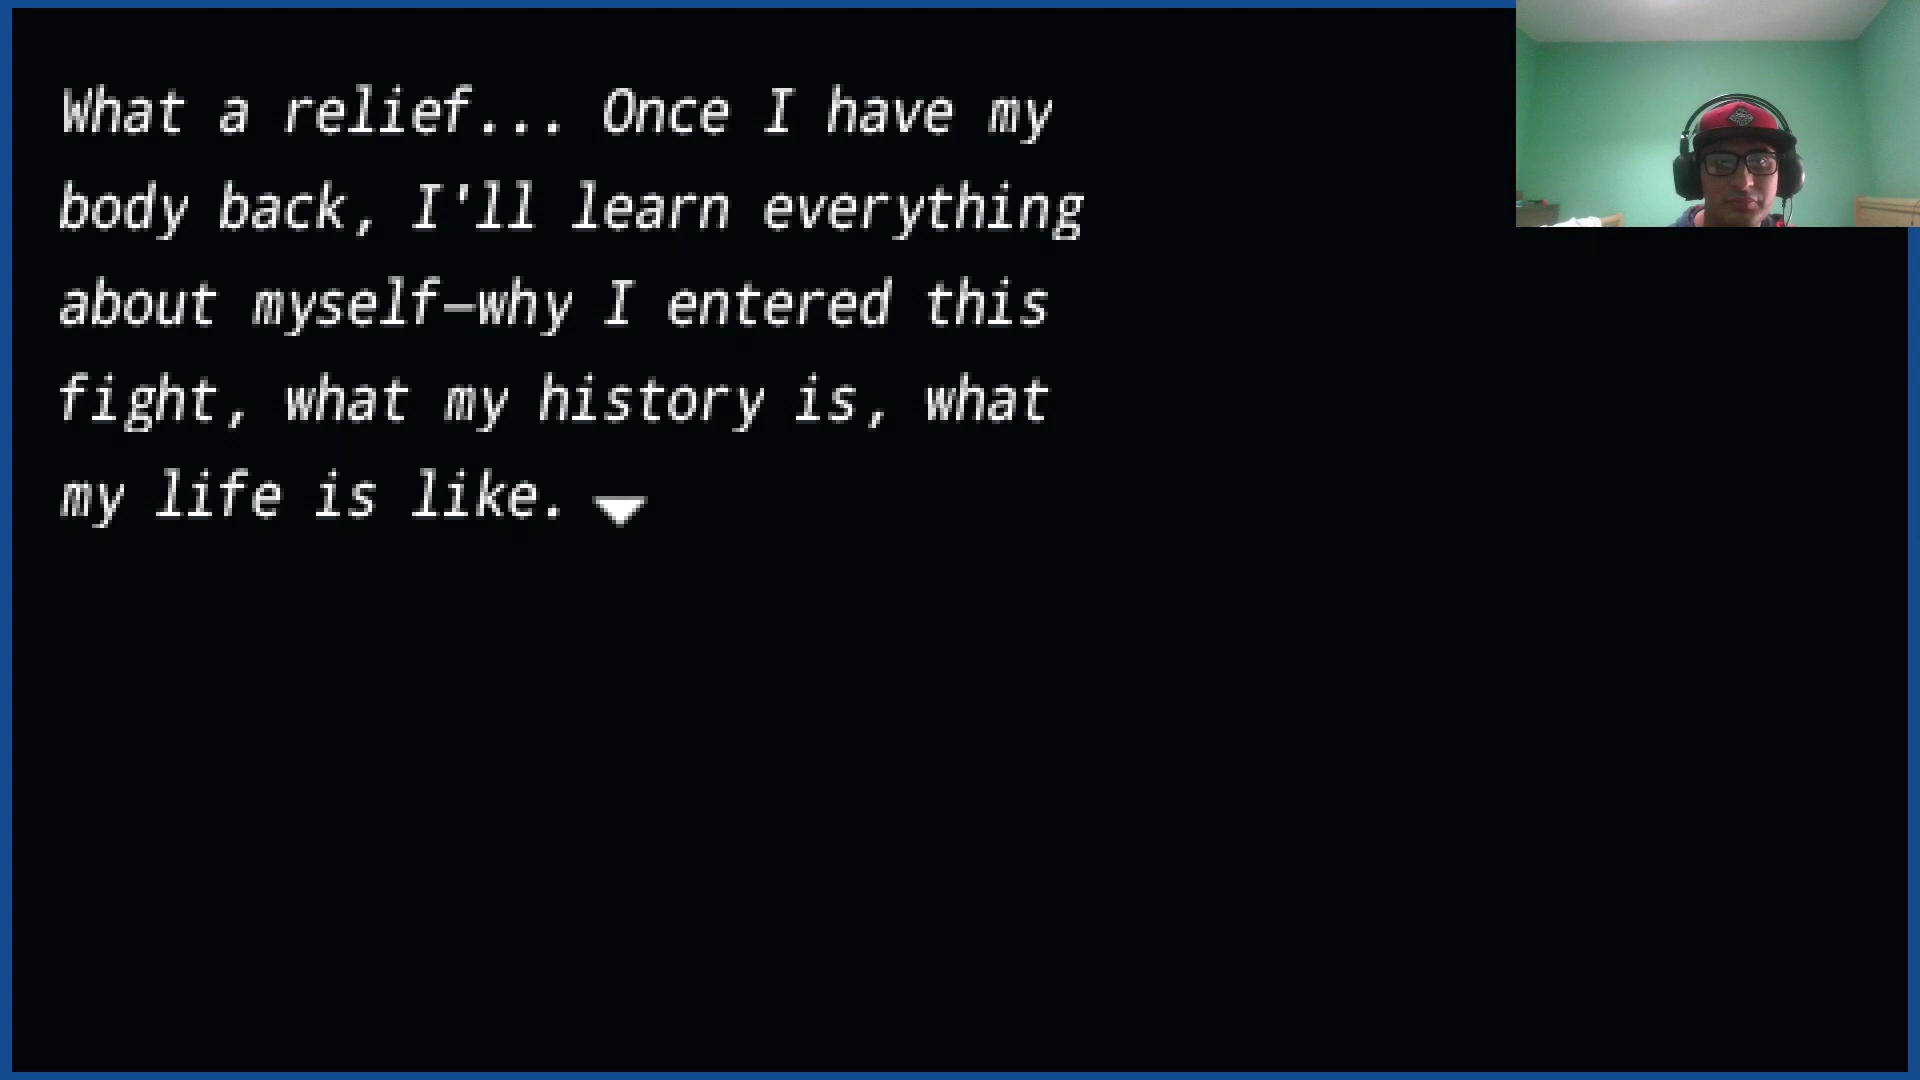 What a relief... Once I have my
body back, I'll learn everything
about myself—why I entered this
fight, what my history is, what
my life is like.